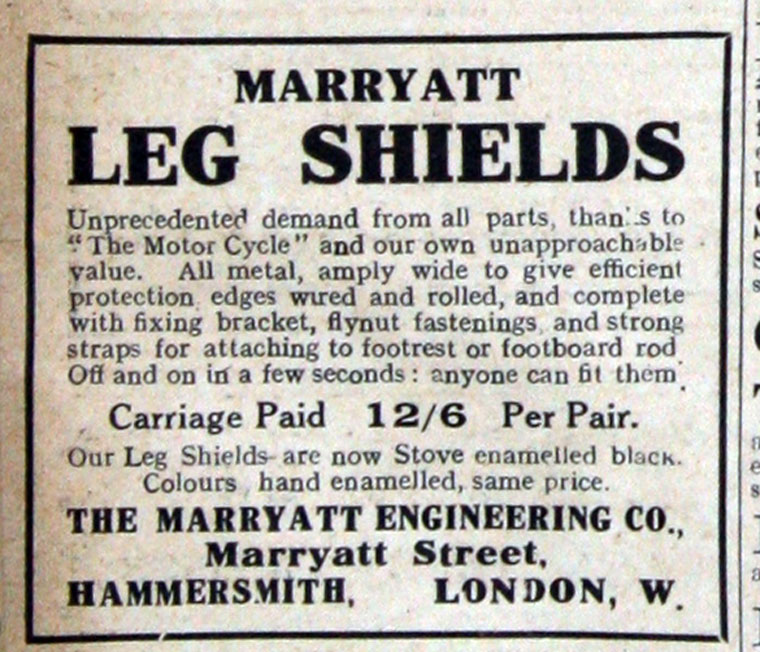 MARRYATT
LEG SHIELDS
Unprecedented demand from all parts, thanks to
"The Motor Cycle" and our own unapproachable
value. All metal, amply wide to give efficient
protection, edges wired and rolled, and complete
with fixing bracket, flynut fastenings, and strong
straps for attaching to footrest or footboard rod.
Off and on in a few seconds: anyone can fit them.
Carriage Paid 12/6 Per Pair.
Our Leg Shields are now Stove enamelled black.
Colours, hand enamelled, same price.
THE MARRYATT ENGINEERING CO.,
Marryatt Street,
HAMMERSMITH, LONDON, W.